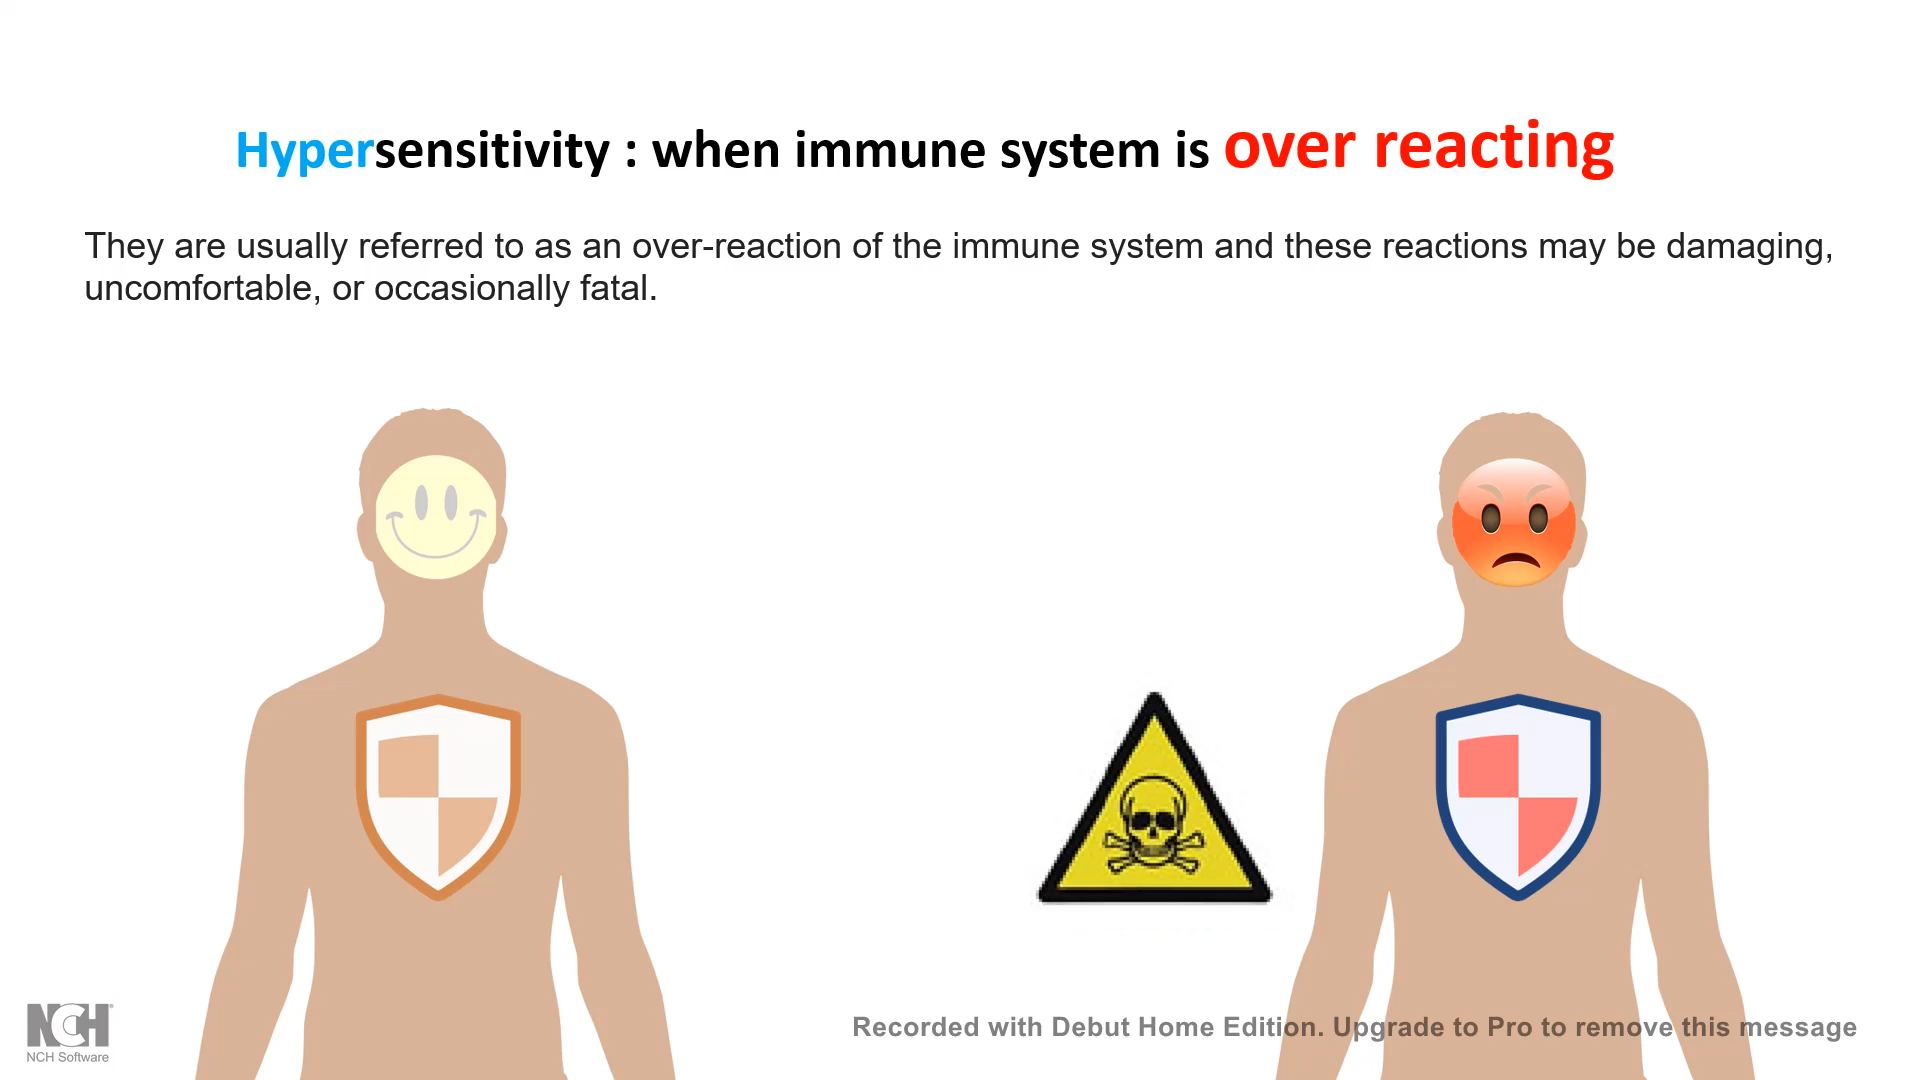 Hypersensitivity : when immune system is over reacting
They are usually referred to as an over-reaction of the immune system and these reactions may be damaging,
uncomfortable, or occasionally fatal.
NCH
NCH Software
Recorded with Debut Home Edition. Upgrade to Pro to remove this message